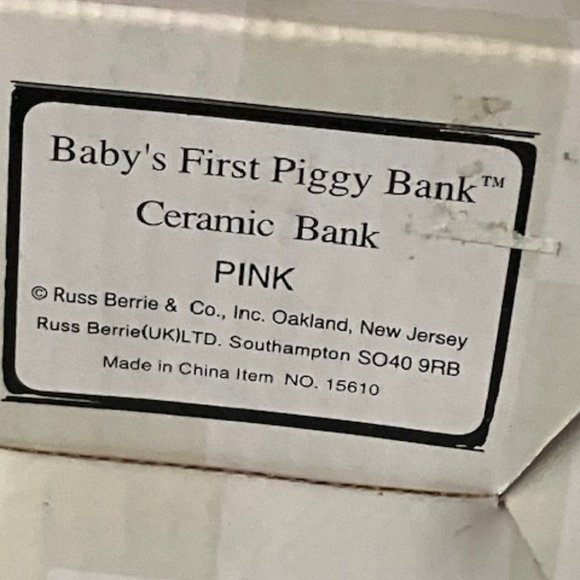 Baby's First Piggy Bank™
Ceramic Bank
PINK
© Russ Berrie & Co., Inc. Oakland, New Jersey
Russ Berrie(UK)LTD. Southampton SO40 9RB
Made in China Item NO. 15610